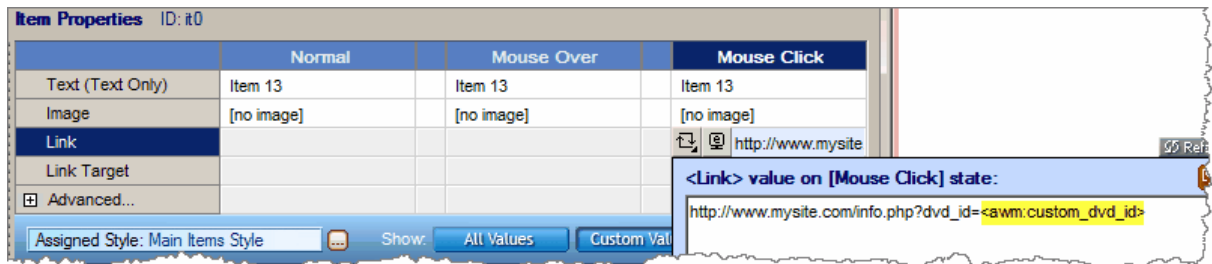 Item Properties ID: it0
Normal Mouse Over Mouse Click
Text (Text Only) Item 13 Item 13 Item 13
Image [no image] [no image] [no image]
Link http://www.mysite
Link Target
Advanced...
<Link> value on [Mouse Click] state:
http://www.mysite.com/info.php?dvd_id=<awm:custom_dvd_id>
Assigned Style: Main Items Style ... Show: All Values Custom Val